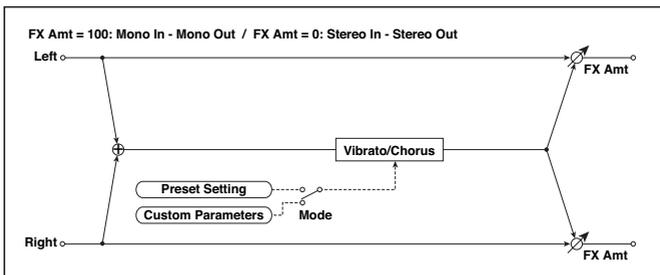 FX Amt = 100: Mono In - Mono Out / FX Amt = 0: Stereo In - Stereo Out
Left
FX Amt
Vibrato/Chorus
Preset Setting
Custom Parameters
Mode
Right
FX Amt